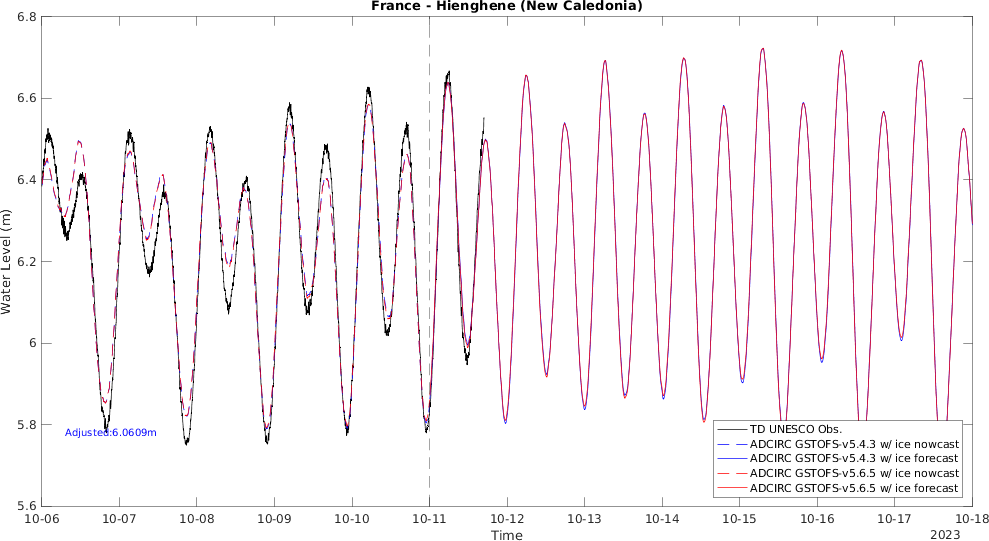 France - Hienghene (New Caledonia)
6.8
6.6
6.4
6.2
6
5.8
5.6
Water Level (m)
Adjusted:6.0609m
TD UNESCO Obs.
ADCIRC GSTOFS-v5.4.3 w/ ice nowcast
ADCIRC GSTOFS-v5.4.3 w/ ice forecast
ADCIRC GSTOFS-v5.6.5 w/ ice nowcast
ADCIRC GSTOFS-v5.6.5 w/ ice forecast
10-06 10-07 10-08 10-09 10-10 10-11 10-12 10-13 10-14 10-15 10-16 10-17 10-18
Time
2023